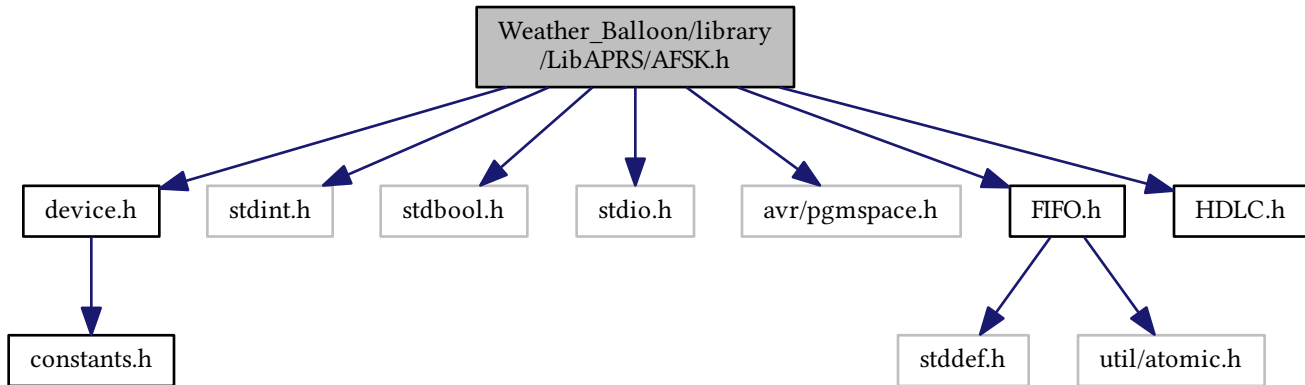 Weather_Balloon/library
/LibAPRS/AFSK.h
device.h
stdint.h
stdbool.h
stdio.h
avr/pgmspace.h
FIFO.h
HDLC.h
constants.h
stddef.h
util/atomic.h